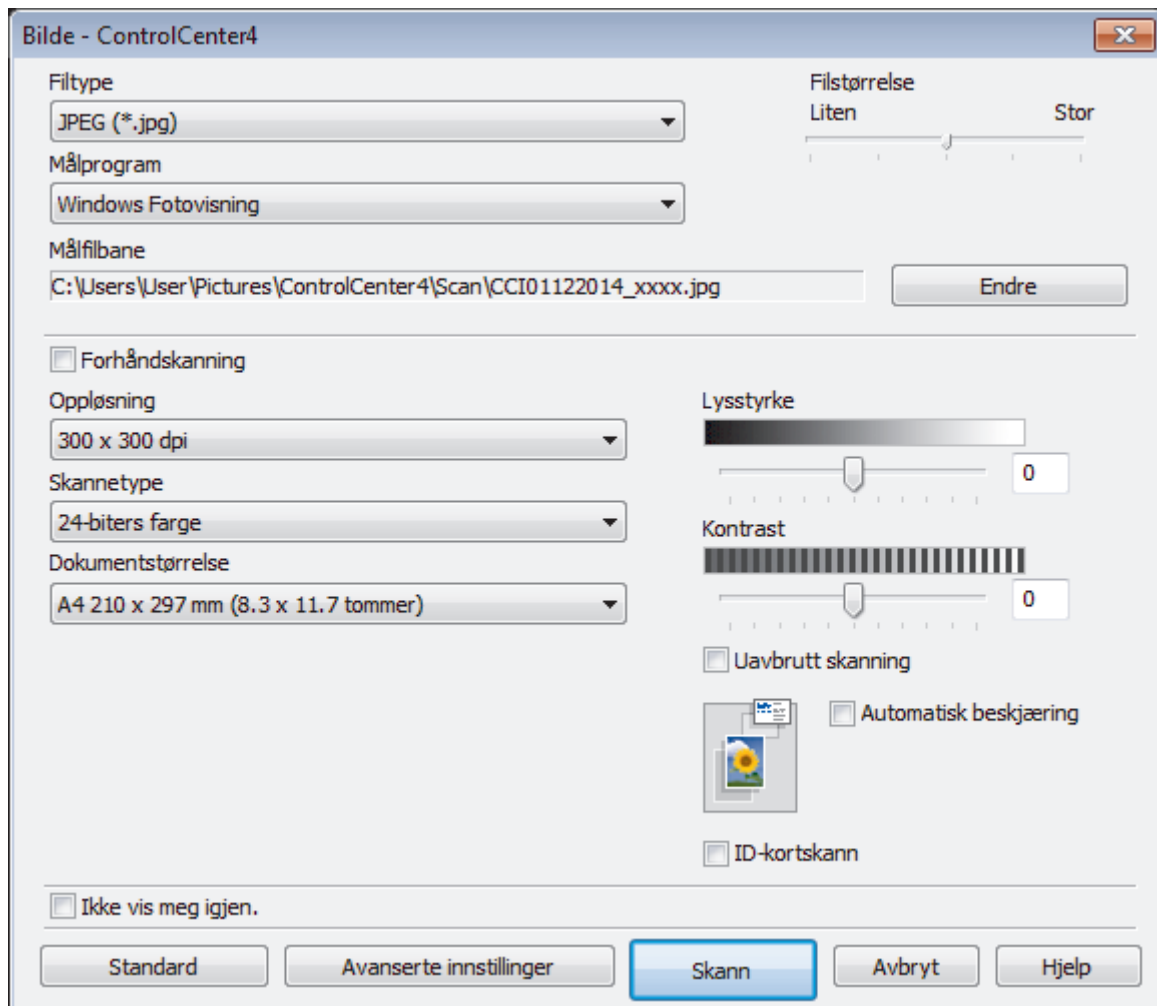 Bilde - ControlCenter4
Filtype
Filstørrelse
JPEG (*.jpg)
Liten
Stor
Målprogram
Windows Fotovisning
Målfilbane
C:\Users\User\Pictures\ControlCenter4\Scan\CCI01122014_xxxx.jpg
Endre
Forhåndskanning
Oppløsning
300 x 300 dpi
Skannetype
24-biters farge
Dokumentstørrelse
A4 210 x 297 mm (8.3 x 11.7 tommer)
Lysstyrke
0
Kontrast
0
Uavbrutt skanning
Automatisk beskjæring
ID-kortskann
Ikke vis meg igjen.
Standard
Avanserte innstillinger
Skann
Avbryt
Hjelp